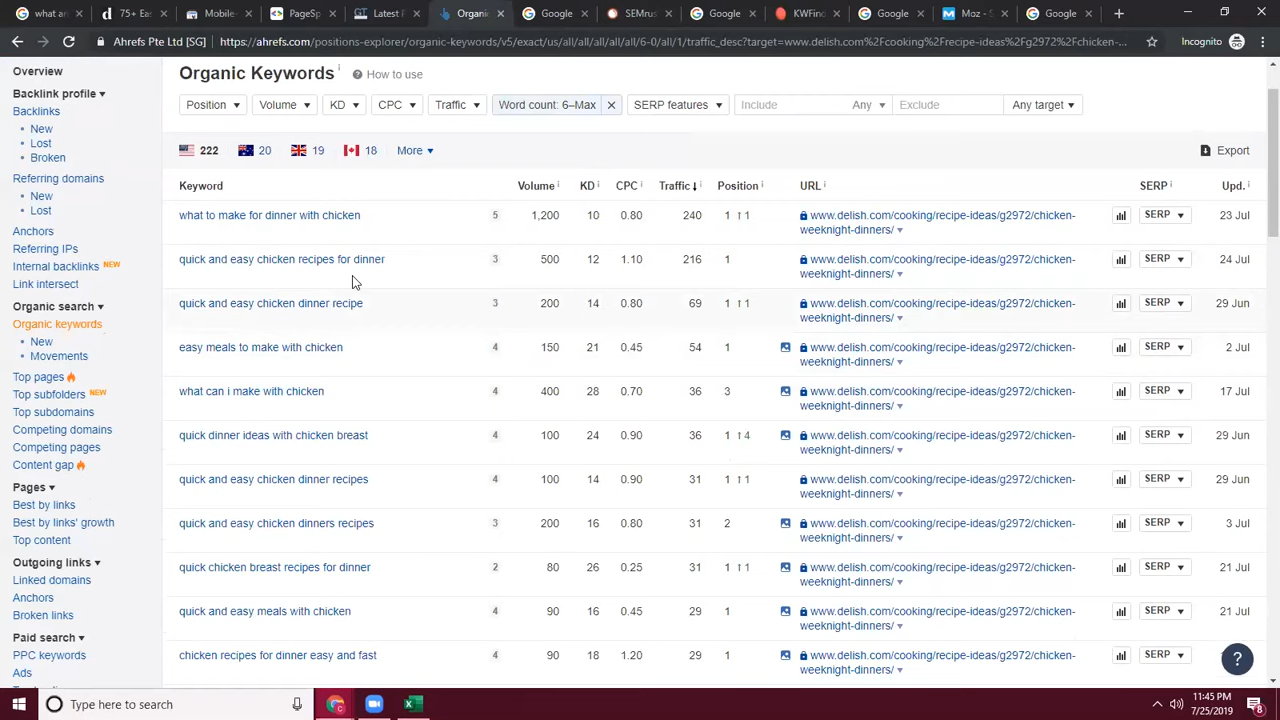 what an
75+ Eas
Mobile
PageSp
Latest F
Organic
Google
SEMrus
Google
KWFin
Google
Moz - S
Google
Ahrefs Pte Ltd [SG] | https://ahrefs.com/positions-explorer/organic-keywords/v5/exact/us/all/all/all/all/all/6-0/all/1/traffic_desc?target=www.delish.com%2Fcooking%2Frecipe-ideas%2Fg2972%2Fchicken-...
Incognito
Overview
Backlink profile
Backlinks
New
Lost
Broken
Referring domains
New
Lost
Anchors
Referring IPs
Internal backlinks NEW
Link intersect
Organic search
Organic keywords
New
Movements
Top pages
Top subfolders NEW
Top subdomains
Competing domains
Competing pages
Content gap
Pages
Best by links
Best by links' growth
Top content
Outgoing links
Linked domains
Anchors
Broken links
Paid search
PPC keywords
Ads
Organic Keywords i ? How to use
Position Volume KD CPC Traffic Word count: 6–Max SERP features Include Any Exclude Any target
222 20 19 18 More Export
Keyword Volume KD CPC Traffic Position URL SERP Upd.
what to make for dinner with chicken 5 1,200 10 0.80 240 1 ↑1 www.delish.com/cooking/recipe-ideas/g2972/chicken- SERP 23 Jul
weeknight-dinners/
quick and easy chicken recipes for dinner 3 500 12 1.10 216 1 www.delish.com/cooking/recipe-ideas/g2972/chicken- SERP 24 Jul
weeknight-dinners/
quick and easy chicken dinner recipe 3 200 14 0.80 69 1 ↑1 www.delish.com/cooking/recipe-ideas/g2972/chicken- SERP 29 Jun
weeknight-dinners/
easy meals to make with chicken 4 150 21 0.45 54 1 www.delish.com/cooking/recipe-ideas/g2972/chicken- SERP 2 Jul
weeknight-dinners/
what can i make with chicken 4 400 28 0.70 36 3 www.delish.com/cooking/recipe-ideas/g2972/chicken- SERP 17 Jul
weeknight-dinners/
quick dinner ideas with chicken breast 4 100 24 0.90 36 1 ↑4 www.delish.com/cooking/recipe-ideas/g2972/chicken- SERP 29 Jun
weeknight-dinners/
quick and easy chicken dinner recipes 4 100 14 0.90 31 1 ↑1 www.delish.com/cooking/recipe-ideas/g2972/chicken- SERP 29 Jun
weeknight-dinners/
quick and easy chicken dinners recipes 3 200 16 0.80 31 2 www.delish.com/cooking/recipe-ideas/g2972/chicken- SERP 3 Jul
weeknight-dinners/
quick chicken breast recipes for dinner 2 80 26 0.25 31 1 ↑1 www.delish.com/cooking/recipe-ideas/g2972/chicken- SERP 21 Jul
weeknight-dinners/
quick and easy meals with chicken 4 90 16 0.45 29 1 www.delish.com/cooking/recipe-ideas/g2972/chicken- SERP 21 Jul
weeknight-dinners/
chicken recipes for dinner easy and fast 4 90 18 1.20 29 1 www.delish.com/cooking/recipe-ideas/g2972/chicken- SERP
weeknight-dinners/
?
Type here to search
11:45 PM
7/25/2019
8